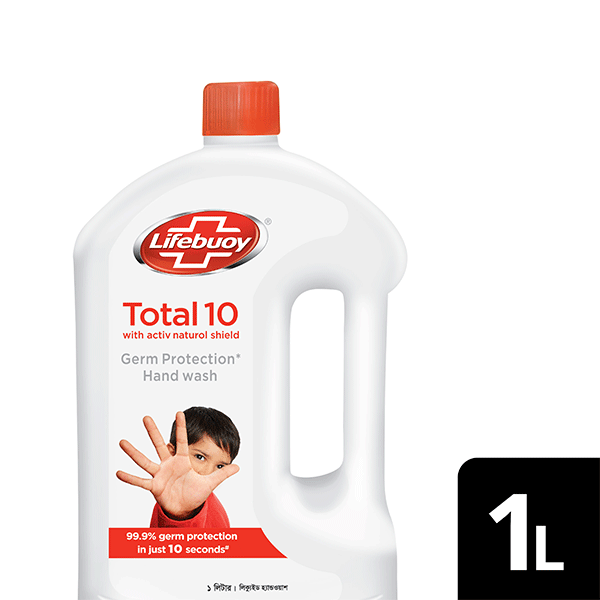 Lifebuoy®
Total 10
with activ naturol shield
Germ Protection*
Hand wash
99.9% germ protection
in just 10 seconds#
১ লিটার। লিকুইড হ্যান্ডওয়াশ
1L